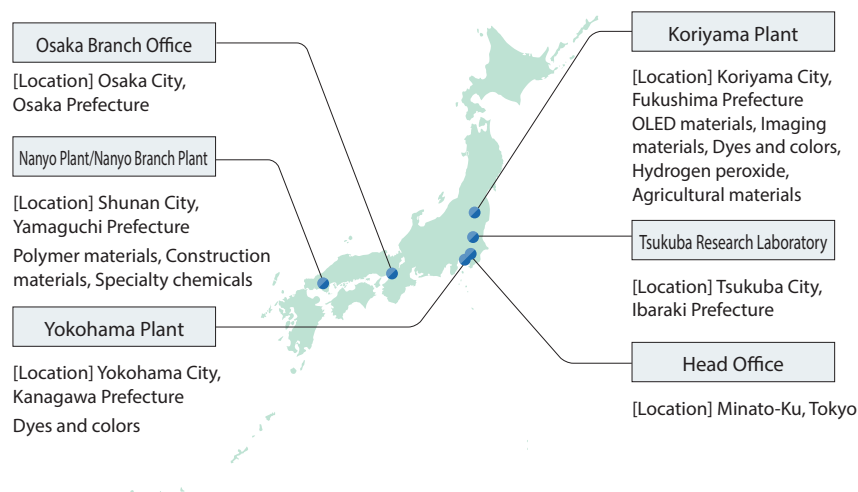 Osaka Branch Office
[Location] Osaka City,
Osaka Prefecture
Nanyo Plant/Nanyo Branch Plant
[Location] Shunan City,
Yamaguchi Prefecture
Polymer materials, Construction
materials, Specialty chemicals
Yokohama Plant
[Location] Yokohama City,
Kanagawa Prefecture
Dyes and colors
Koriyama Plant
[Location] Koriyama City,
Fukushima Prefecture
OLED materials, Imaging
materials, Dyes and colors,
Hydrogen peroxide,
Agricultural materials
Tsukuba Research Laboratory
[Location] Tsukuba City,
Ibaraki Prefecture
Head Office
[Location] Minato-Ku, Tokyo